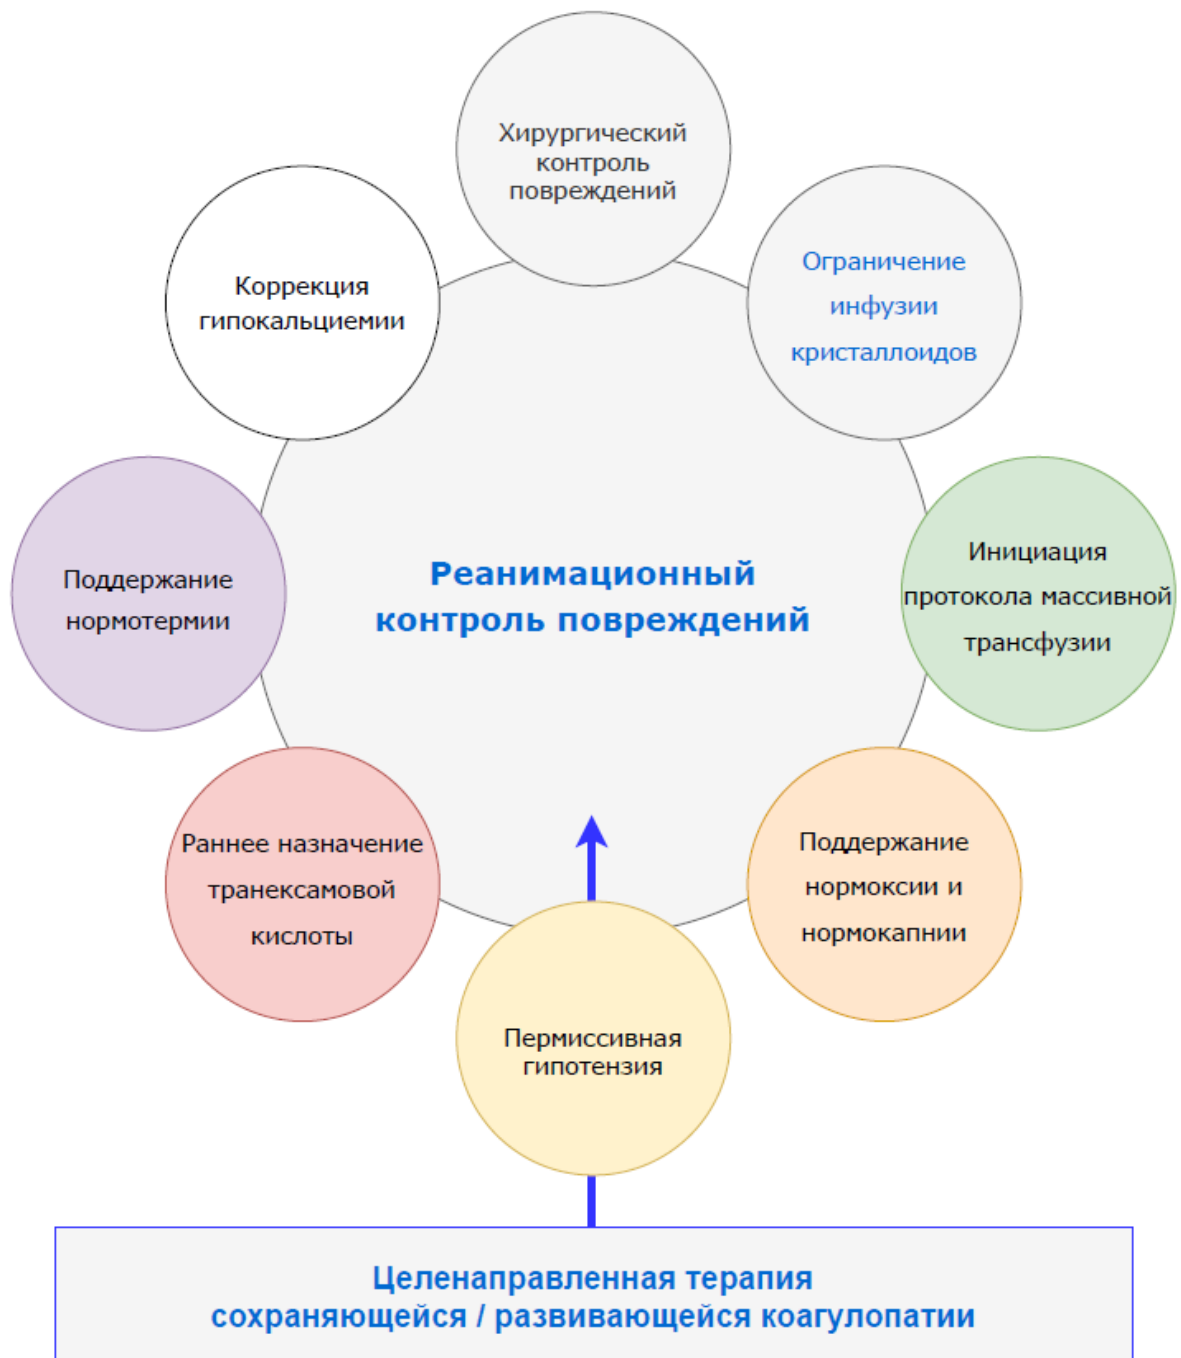 Хирургический
контроль
повреждений
Ограничение
инфузии
кристаллоидов
Коррекция
гипокальциемии
Инициация
протокола массивной
трансфузии
Реанимационный
контроль повреждений
Поддержание
нормотермии
Поддержание
нормоксии и
нормокапнии
Раннее назначение
транексамовой
кислоты
Пермиссивная
гипотензия
Целенаправленная терапия
сохраняющейся / развивающейся коагулопатии